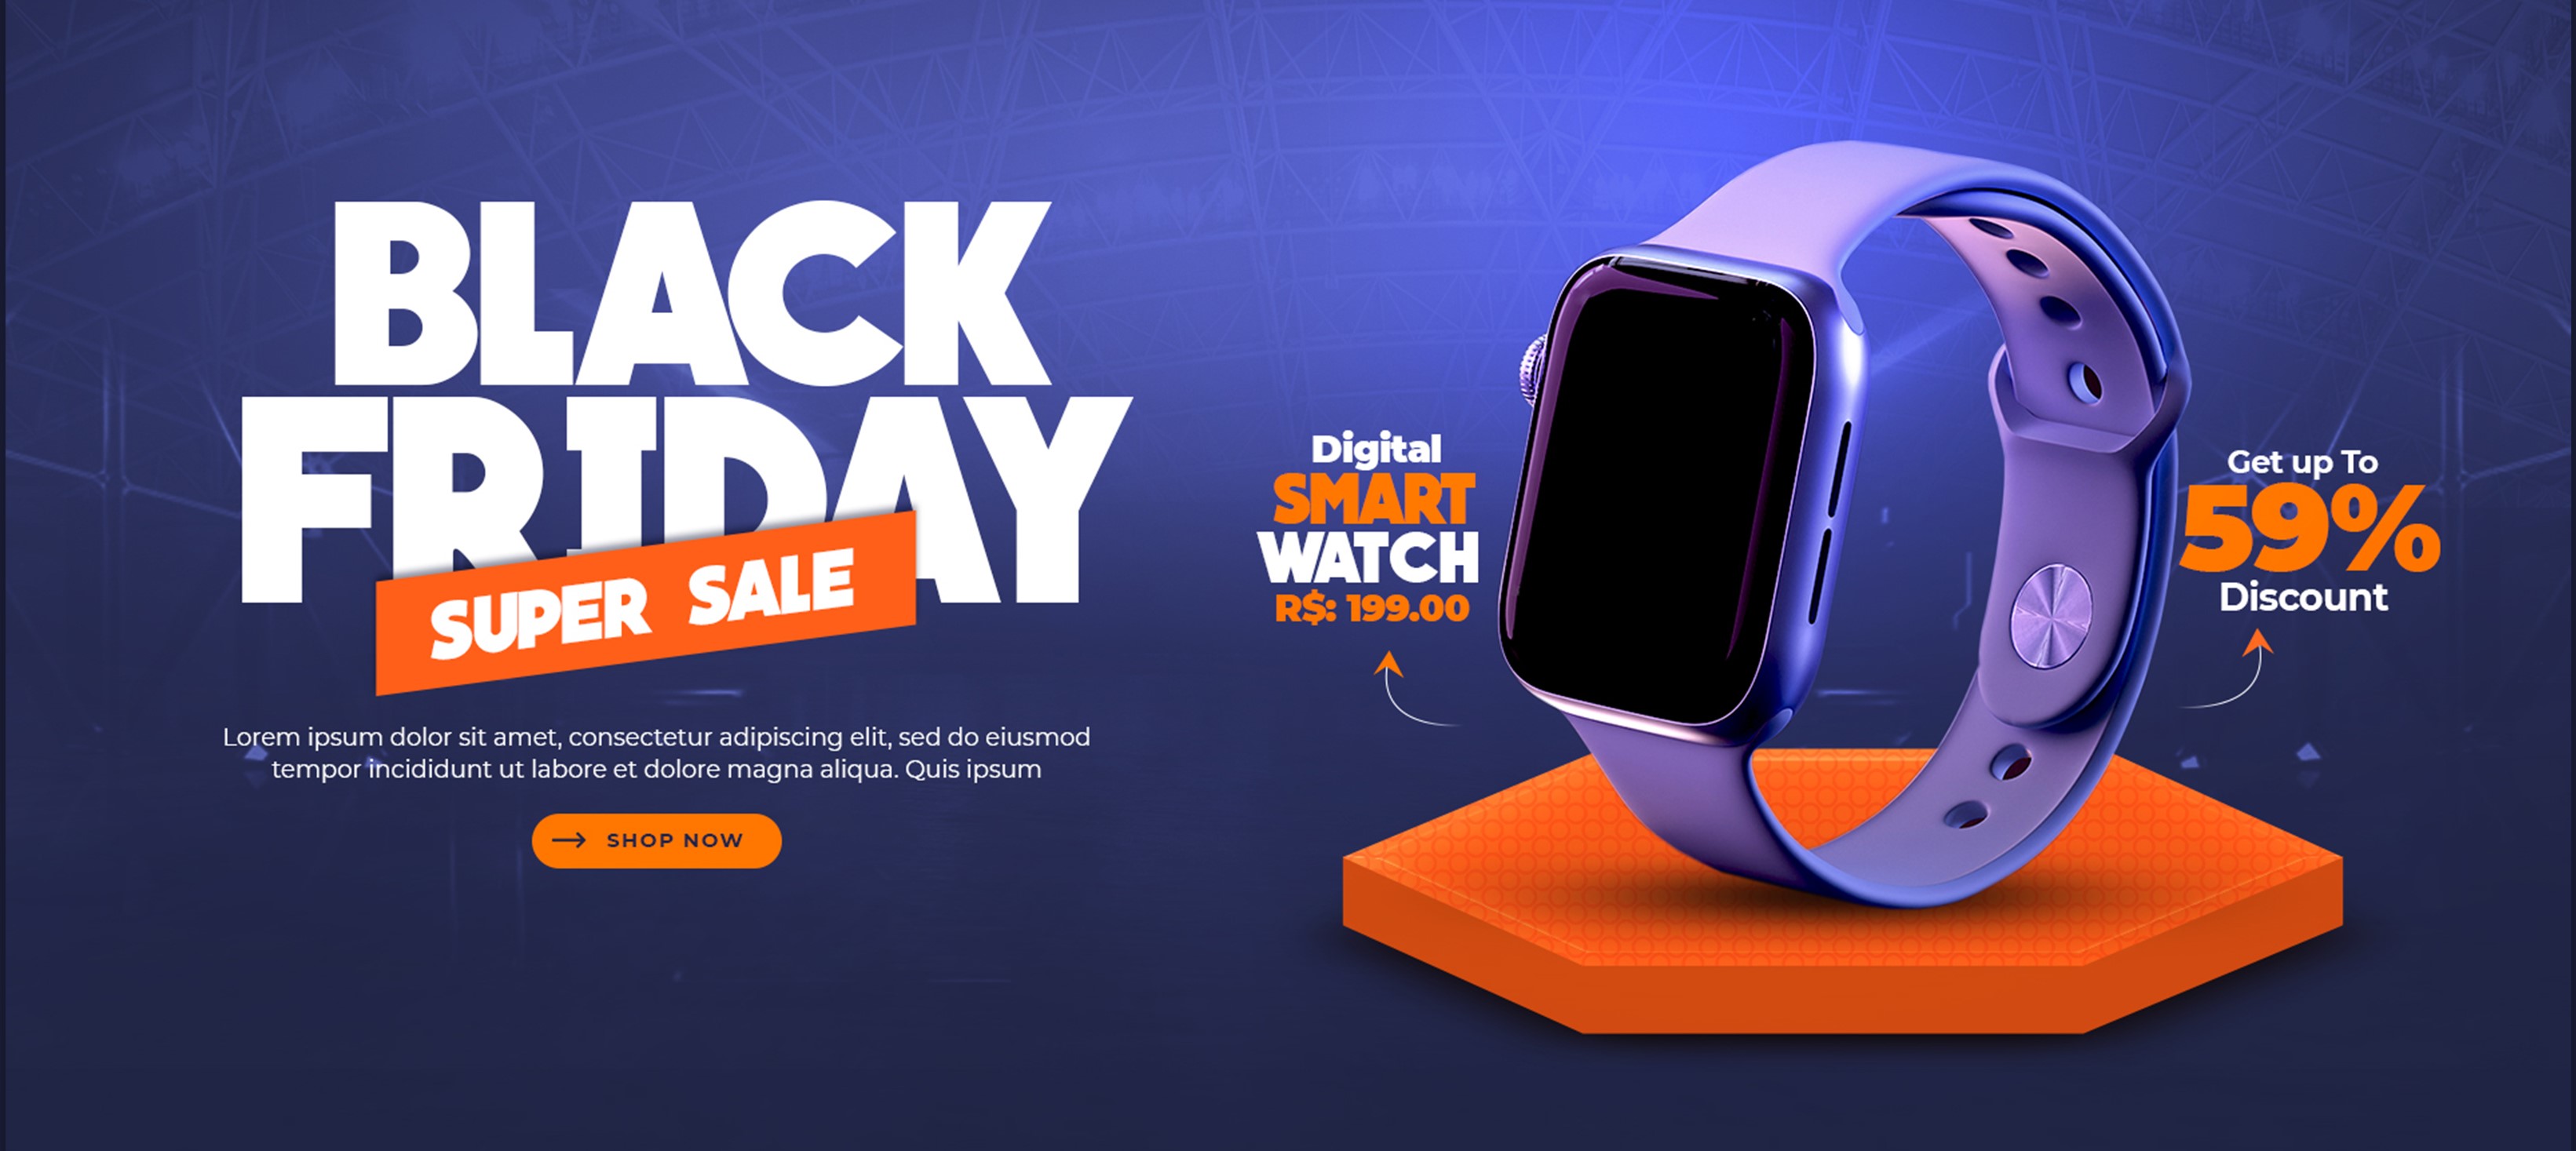 BLACK
FRIDAY
SUPER SALE
Lorem ipsum dolor sit amet, consectetur adipiscing elit, sed do eiusmod
tempor incididunt ut labore et dolore magna aliqua. Quis ipsum
SHOP NOW
Digital
SMART
WATCH
R$: 199.00
Get up To
59%
Discount